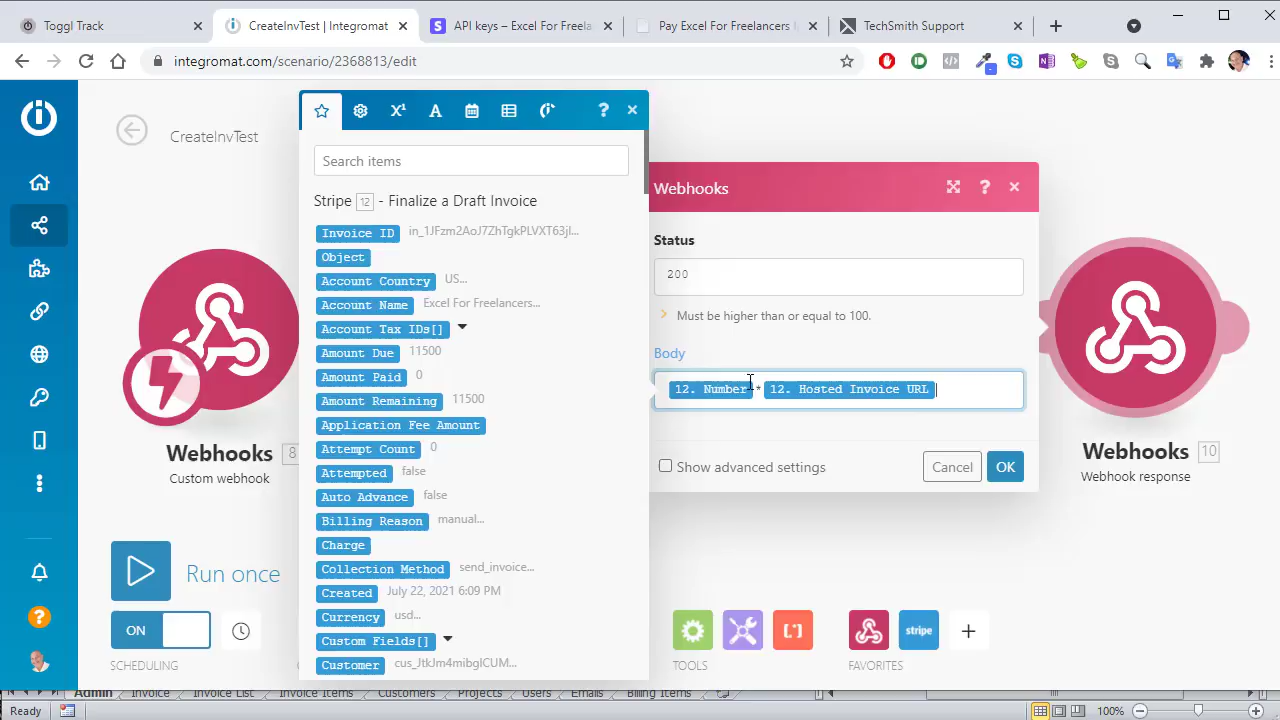 Toggl Track
CreateInvTest | Integromat
API keys – Excel For Freela
Pay Excel For Freelancers
TechSmith Support
integromat.com/scenario/2368813/edit
CreateInvTest
Search items
Stripe 12 - Finalize a Draft Invoice
Invoice ID in_1JFzm2AoJ7ZhTgkPLVXT63jl...
Object
Account Country US...
Account Name Excel For Freelancers...
Account Tax IDs[]
Amount Due 11500
Amount Paid 0
Amount Remaining 11500
Application Fee Amount
Attempt Count 0
Attempted false
Auto Advance false
Billing Reason manual...
Charge
Collection Method send_invoice...
Created July 22, 2021 6:09 PM
Currency usd...
Custom Fields[]
Customer cus_JtkJm4mibgICUM...
Webhooks
Status
200
Must be higher than or equal to 100.
Body
12. Number * 12. Hosted Invoice URL
Show advanced settings
Cancel OK
Webhooks 8
Custom webhook
Webhooks 10
Webhook response
Run once
ON
SCHEDULING
TOOLS
stripe
FAVORITES
Admin Invoice Invoice List Invoice Items Customers Projects Users Emails Billing Items
Ready
100%